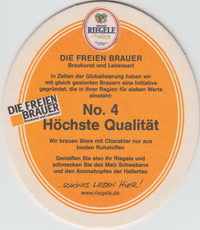 RIEGELE
DIE FREIEN BRAUER
Braukunst und Lebensart
In Zeiten der Globalisierung haben wir
mit gleich gesinnten Brauern eine Initiative
gegründet, die in ihrer Region für sieben Werte
einsteht:
No. 4
Höchste Qualität
DIE FREIEN
BRAUER
Wir brauen Biere mit Charakter nur aus
besten Rohstoffen
Genießen Sie also Ihr Riegele und
schmecken Sie das Malz Schwabens
und den Aromahopfen der Hallertau
...SCHÖNES LEBEN HIER!
www.riegele.de